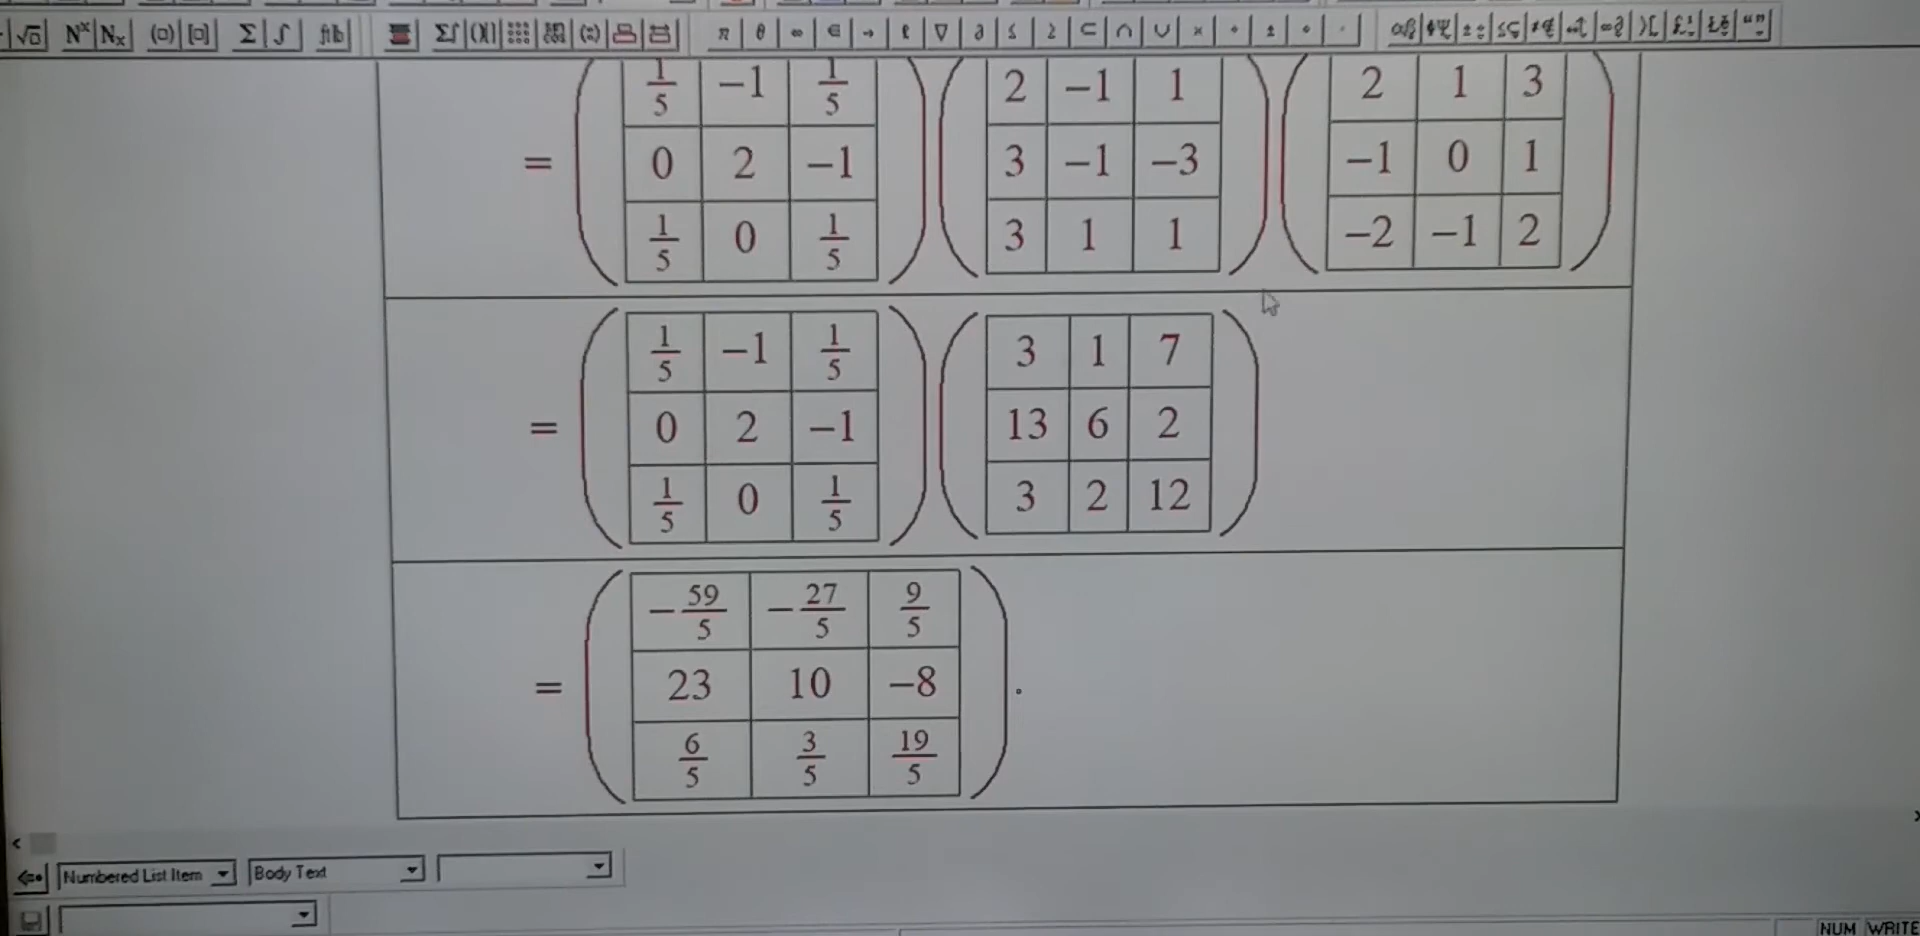 1/5 −1 1/5 2 −1 1 2 1 3
= 0 2 −1 3 −1 −3 −1 0 1
1/5 0 1/5 3 1 1 −2 −1 2
1/5 −1 1/5 3 1 7
= 0 2 −1 13 6 2
1/5 0 1/5 3 2 12
−59/5 −27/5 9/5
= 23 10 −8 .
6/5 3/5 19/5
Numbered List Item Body Text
NUM WRITE